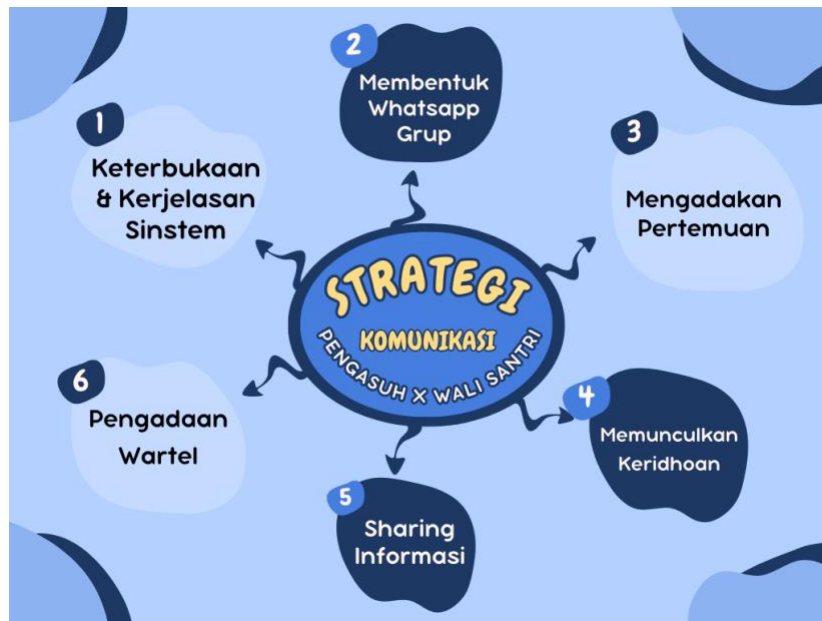 STRATEGI
KOMUNIKASI
PENGASUH X WALI SANTRI
1
Keterbukaan
& Kerjelasan
Sinstem
2
Membentuk
Whatsapp
Grup
3
Mengadakan
Pertemuan
4
Memunculkan
Keridhoan
5
Sharing
Informasi
6
Pengadaan
Wartel